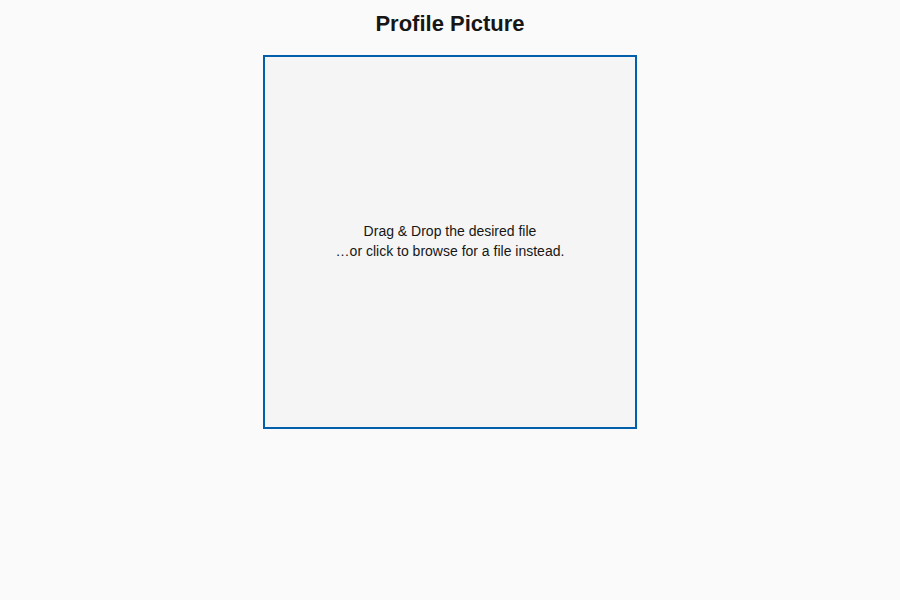 Profile Picture
Drag & Drop the desired file
…or click to browse for a file instead.